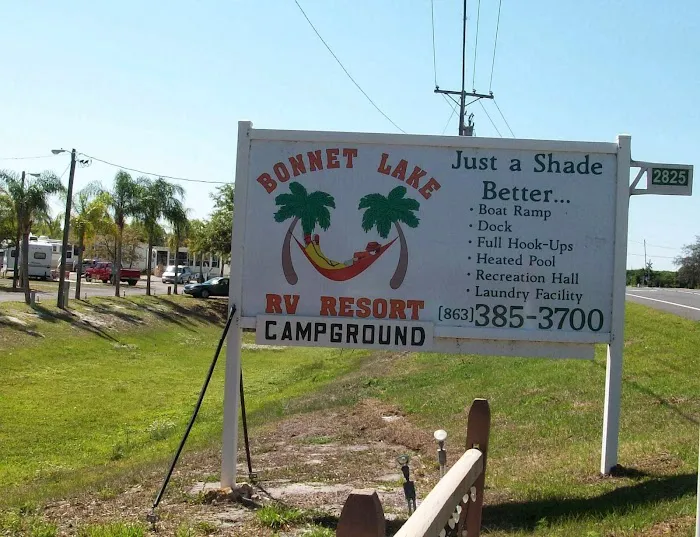 BONNET LAKE
RV RESORT
CAMPGROUND
Just a Shade
Better...
· Boat Ramp
· Dock
· Full Hook-Ups
· Heated Pool
· Recreation Hall
· Laundry Facility
(863)385-3700
2825